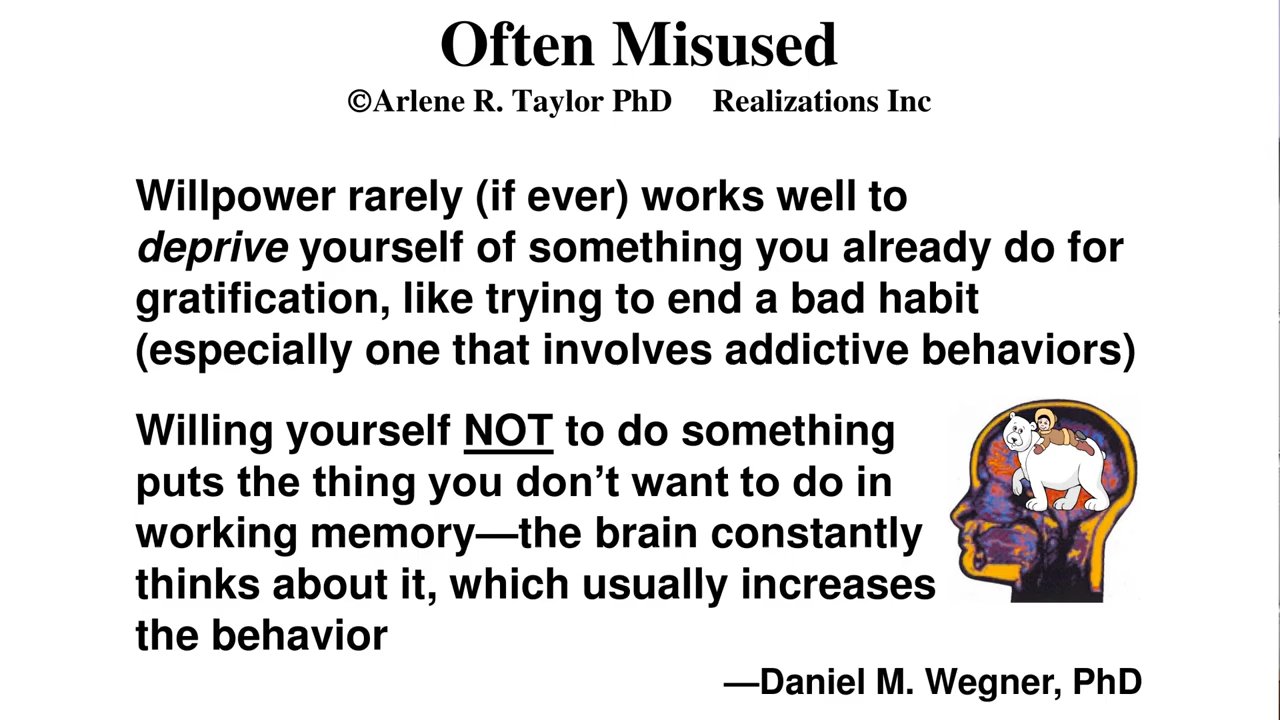 Often Misused
©Arlene R. Taylor PhD Realizations Inc
Willpower rarely (if ever) works well to
deprive yourself of something you already do for
gratification, like trying to end a bad habit
(especially one that involves addictive behaviors)
Willing yourself NOT to do something
puts the thing you don’t want to do in
working memory—the brain constantly
thinks about it, which usually increases
the behavior
—Daniel M. Wegner, PhD